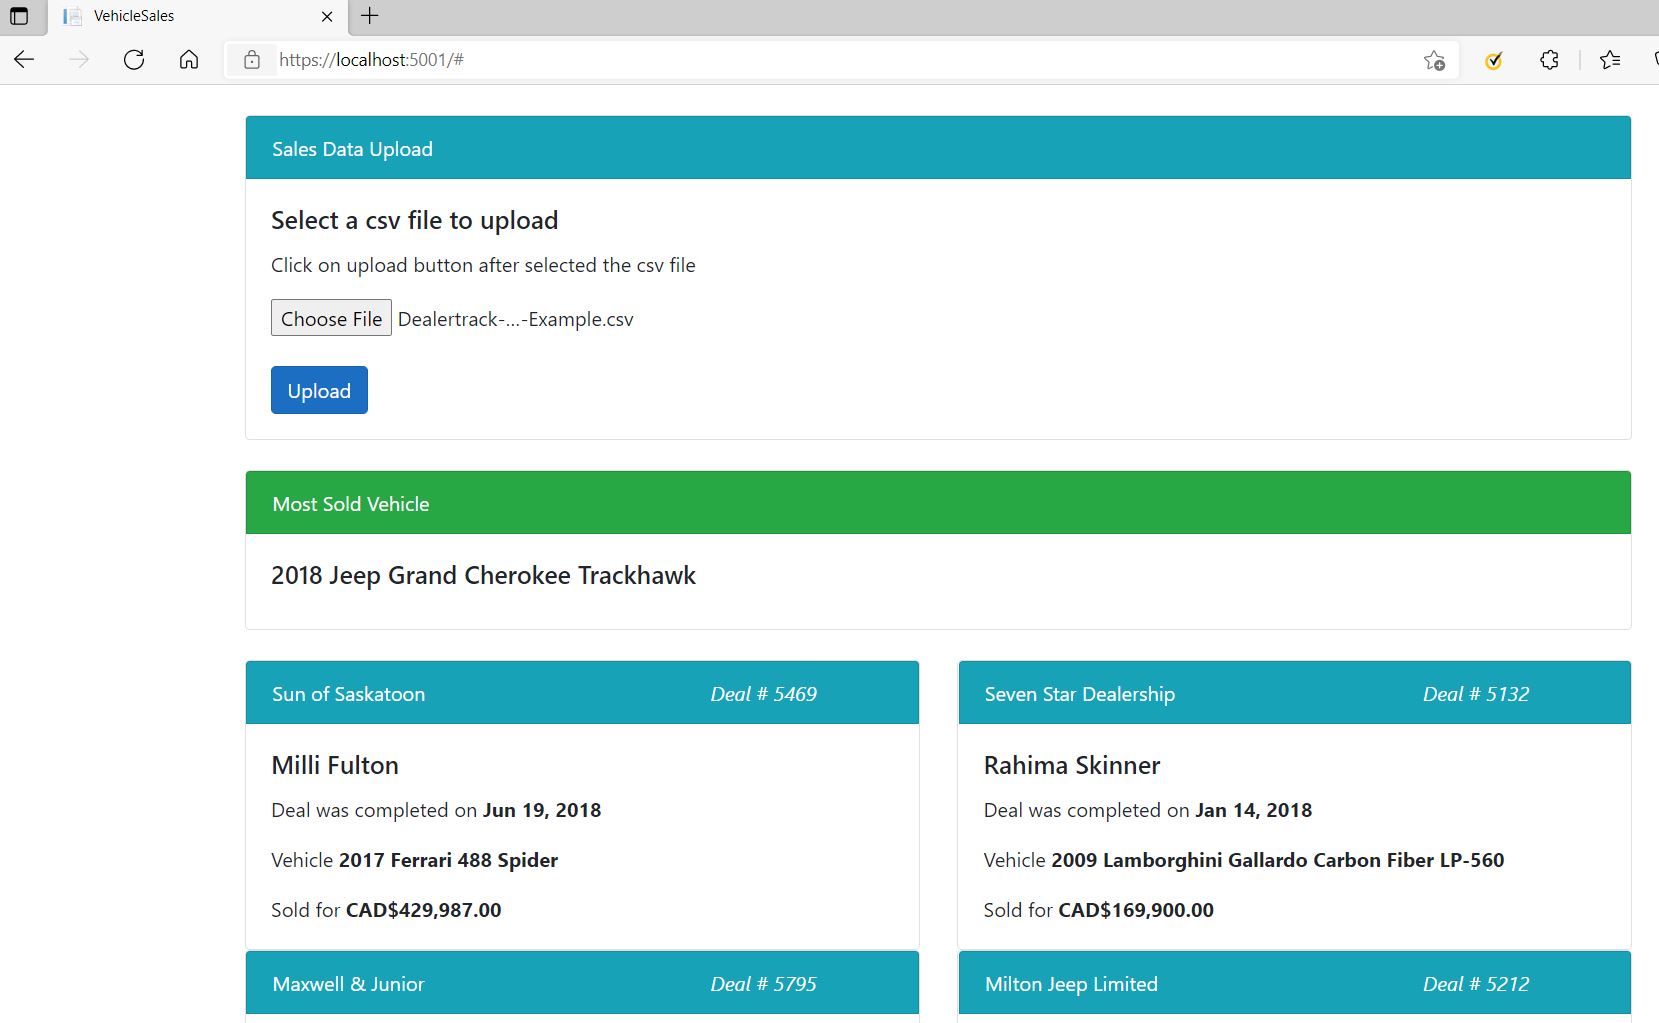 VehicleSales
https://localhost:5001/#
Sales Data Upload
Select a csv file to upload
Click on upload button after selected the csv file
Choose File Dealertrack-...-Example.csv
Upload
Most Sold Vehicle
2018 Jeep Grand Cherokee Trackhawk
Sun of Saskatoon Deal # 5469
Milli Fulton
Deal was completed on Jun 19, 2018
Vehicle 2017 Ferrari 488 Spider
Sold for CAD$429,987.00
Seven Star Dealership Deal # 5132
Rahima Skinner
Deal was completed on Jan 14, 2018
Vehicle 2009 Lamborghini Gallardo Carbon Fiber LP-560
Sold for CAD$169,900.00
Maxwell & Junior Deal # 5795
Milton Jeep Limited Deal # 5212